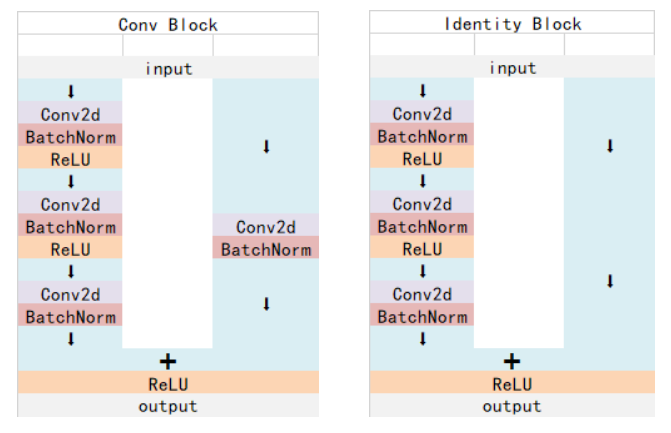 Conv Block
input
Conv2d
BatchNorm
ReLU
Conv2d
BatchNorm
ReLU
Conv2d
BatchNorm
Conv2d
BatchNorm
+
ReLU
output
Identity Block
input
Conv2d
BatchNorm
ReLU
Conv2d
BatchNorm
ReLU
Conv2d
BatchNorm
+
ReLU
output